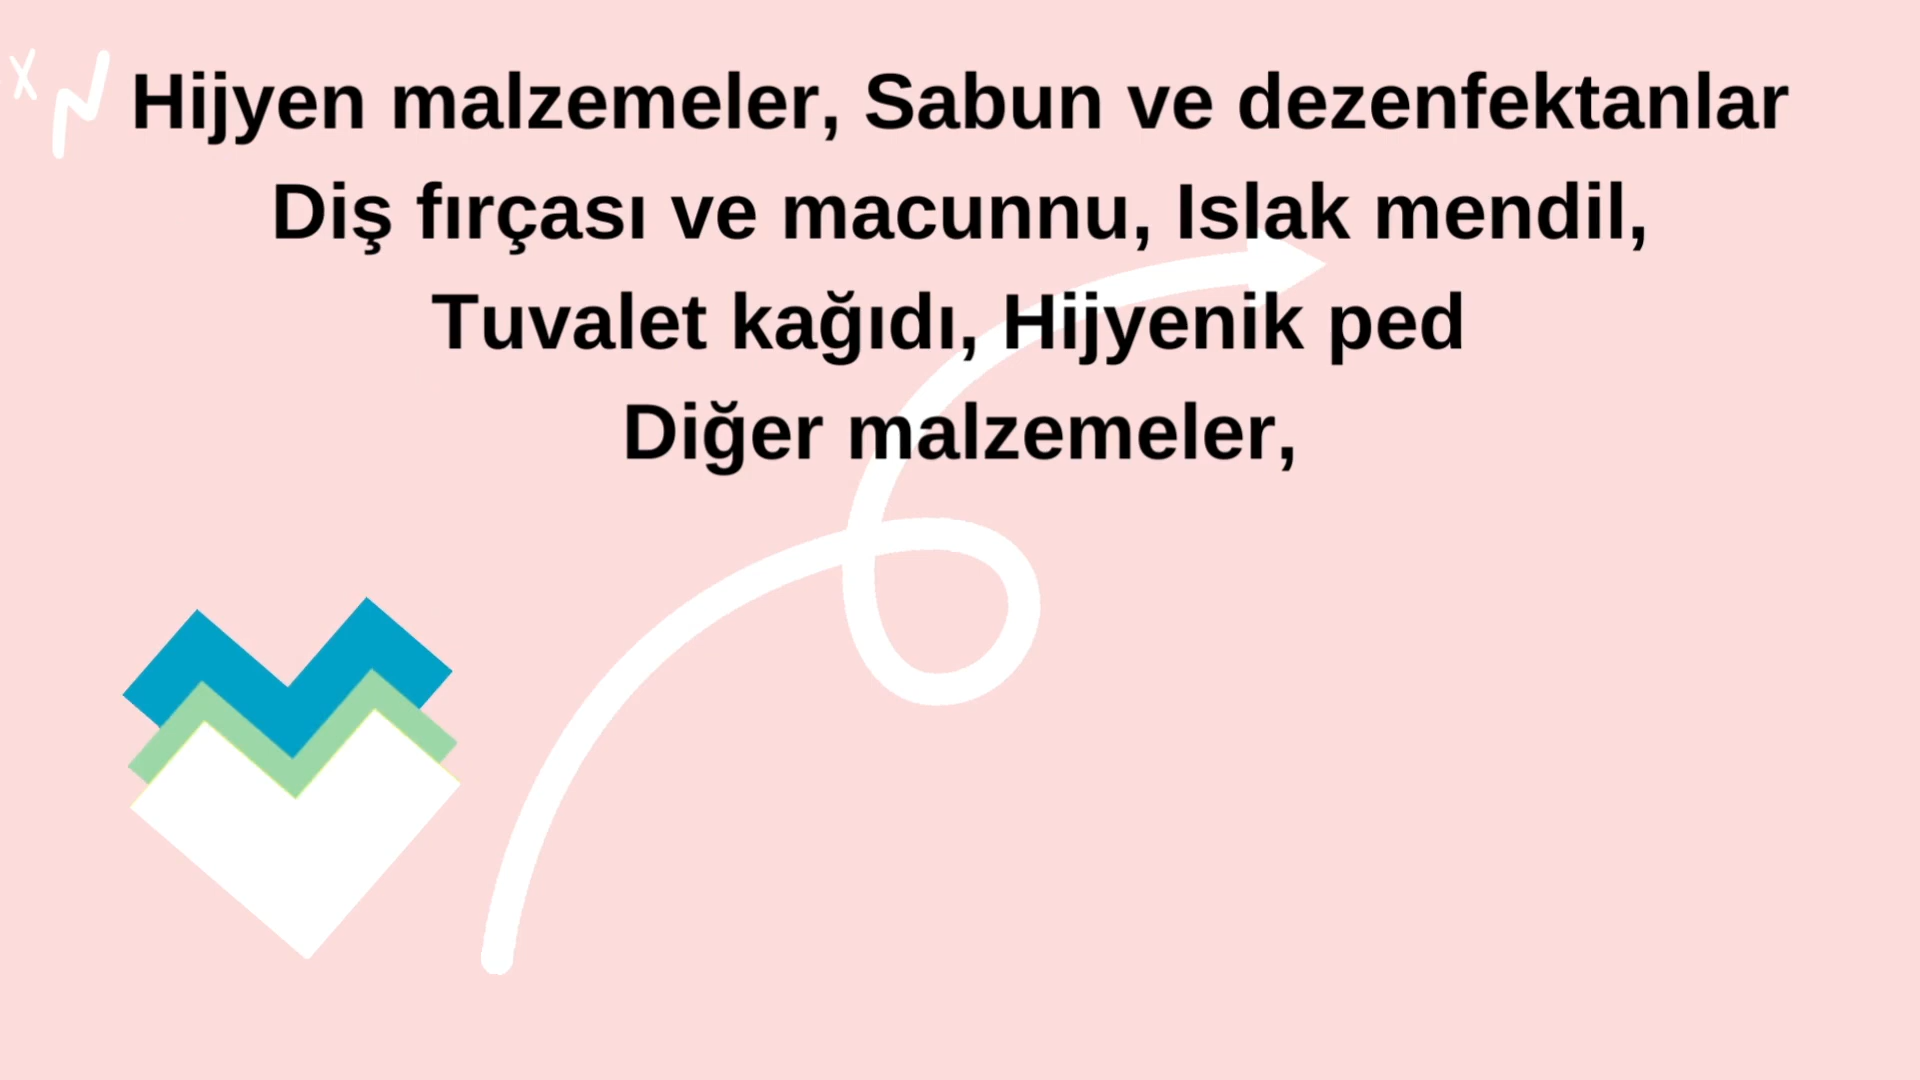 Hijyen malzemeler, Sabun ve dezenfektanlar
Diş fırçası ve macunnu, Islak mendil,
Tuvalet kağıdı, Hijyenik ped
Diğer malzemeler,